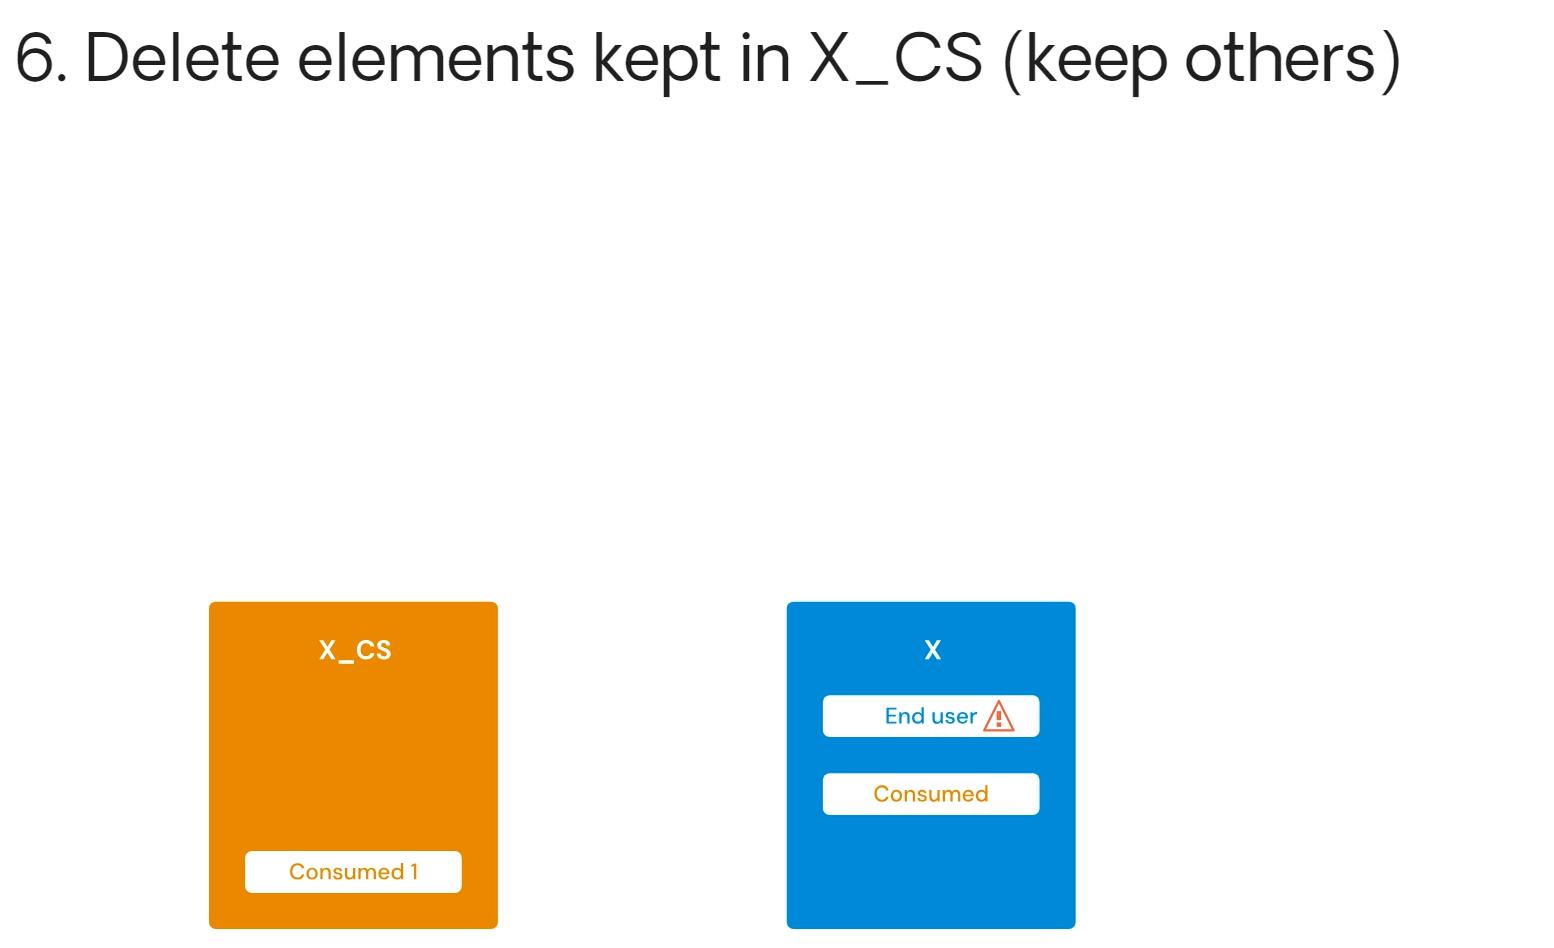 6. Delete elements kept in X_CS (keep others)
X_CS
Consumed 1
X
End user
Consumed